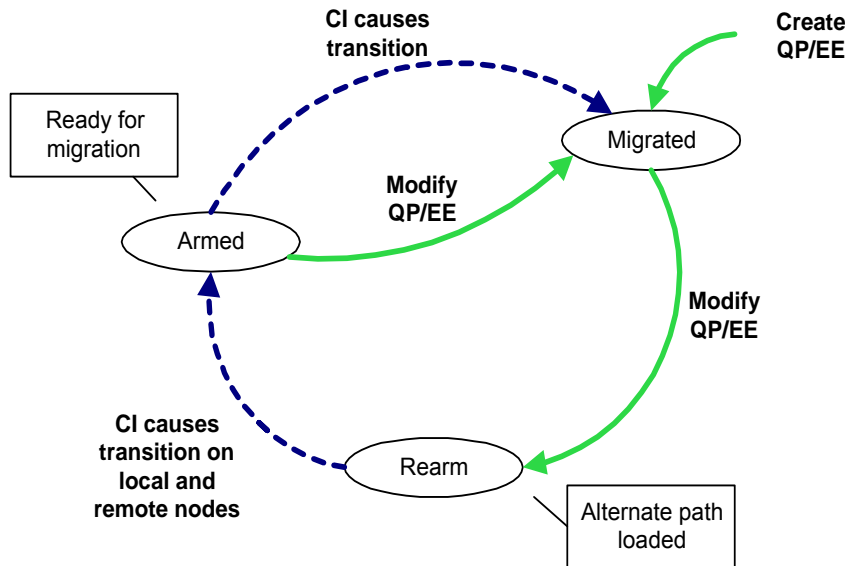 CI causes
transition
Create
QP/EE
Ready for
migration
Migrated
Modify
QP/EE
Armed
Modify
QP/EE
CI causes
transition on
local and
remote nodes
Rearm
Alternate path
loaded